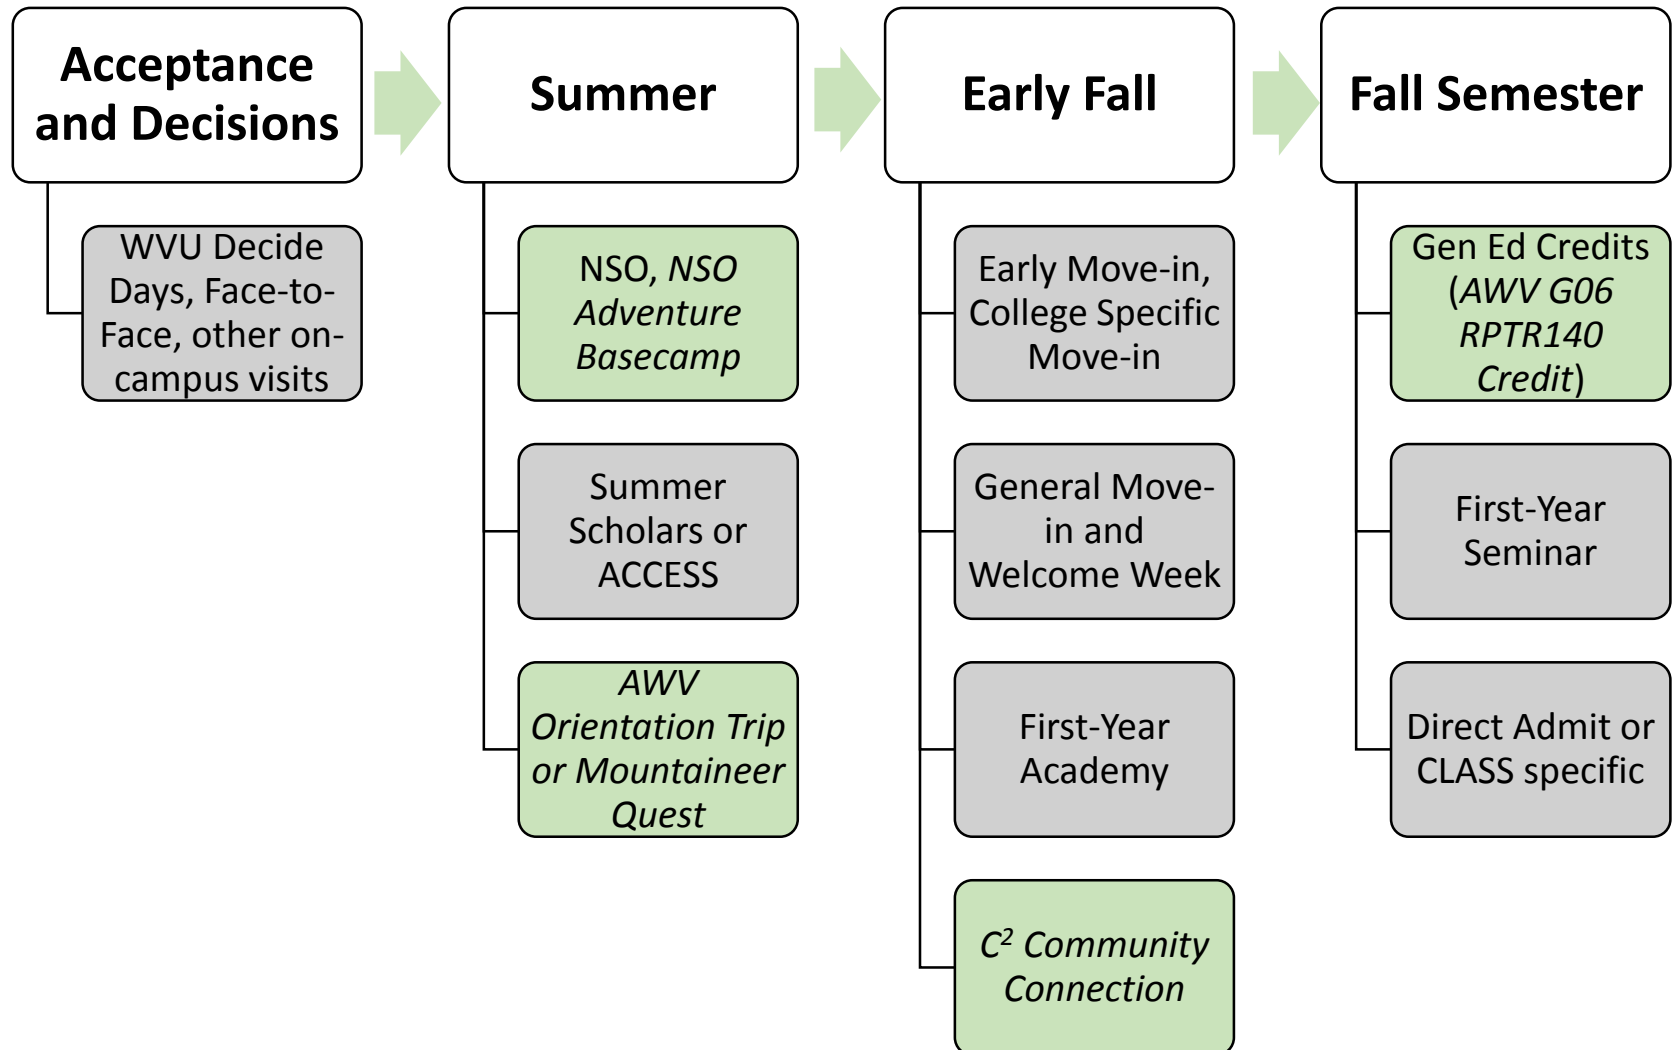 Acceptance
and Decisions
WVU Decide
Days, Face-to-
Face, other on-
campus visits
Summer
NSO, NSO
Adventure
Basecamp
Summer
Scholars or
ACCESS
AWV
Orientation Trip
or Mountaineer
Quest
Early Fall
Early Move-in,
College Specific
Move-in
General Move-
in and
Welcome Week
First-Year
Academy
C² Community
Connection
Fall Semester
Gen Ed Credits
(AWV G06
RPTR140
Credit)
First-Year
Seminar
Direct Admit or
CLASS specific